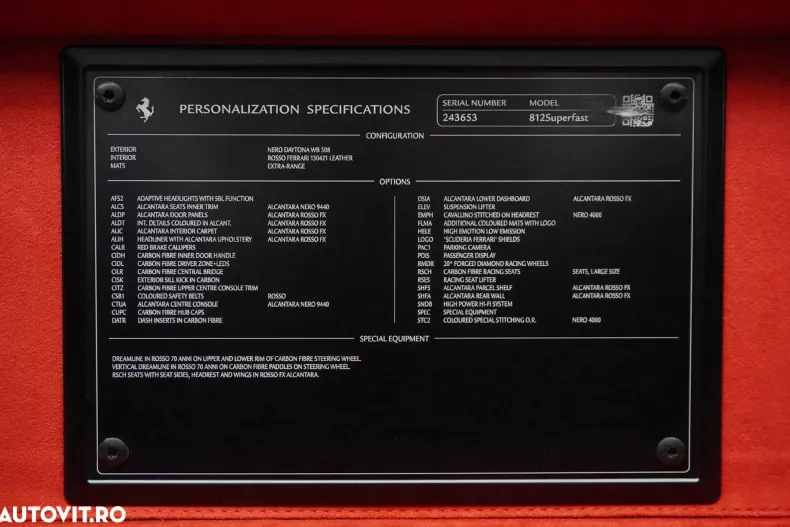 PERSONALIZATION SPECIFICATIONS
SERIAL NUMBER MODEL
243653 812Superfast
CONFIGURATION
EXTERIOR NERO DAYTONA WB 508
INTERIOR ROSSO FERRARI 130421 LEATHER
MATS EXTRA-RANGE
OPTIONS
AFS2 ADAPTIVE HEADLIGHTS WITH SBL FUNCTION
ALCS ALCANTARA SEATS INNER TRIM ALCANTARA NERO 9440
ALDP ALCANTARA DOOR PANELS ALCANTARA ROSSO FX
ALDT INT. DETAILS COLOURED IN ALCANT. ALCANTARA ROSSO FX
ALIC ALCANTARA INTERIOR CARPET ALCANTARA ROSSO FX
ALIH HEADLINER WITH ALCANTARA UPHOLSTERY ALCANTARA ROSSO FX
CALR RED BRAKE CALLIPERS
CIDH CARBON FIBRE INNER DOOR HANDLE
CIDL CARBON FIBRE DRIVER ZONE+LEDS
CILR CARBON FIBRE CENTRAL BRIDGE
CISK EXTERIOR SILL KICK IN CARBON
CITZ CARBON FIBRE UPPER CENTRE CONSOLE TRIM
CSB1 COLOURED SAFETY BELTS ROSSO
CTUA ALCANTARA CENTRE CONSOLE ALCANTARA NERO 9440
CUPC CARBON FIBRE HUB CAPS
DATR DASH INSERTS IN CARBON FIBRE
DSIA ALCANTARA LOWER DASHBOARD ALCANTARA ROSSO FX
ELEV SUSPENSION LIFTER
EMPH CAVALLINO STITCHED ON HEADREST NERO 4000
FLMA ADDITIONAL COLOURED MATS WITH LOGO
HELE HIGH EMOTION LOW EMISSION
LOGO 'SCUDERIA FERRARI' SHIELDS
PAC1 PARKING CAMERA
PDIS PASSENGER DISPLAY
RMDR 20" FORGED DIAMOND RACING WHEELS
RSCH CARBON FIBRE RACING SEATS SEATS, LARGE SIZE
RSES RACING SEAT LIFTER
SHFS ALCANTARA PARCEL SHELF ALCANTARA ROSSO FX
SHFA ALCANTARA REAR WALL ALCANTARA ROSSO FX
SNDB HIGH POWER HI-FI SYSTEM
SPEC SPECIAL EQUIPMENT
STC2 COLOURED SPECIAL STITCHING O.R. NERO 4000
SPECIAL EQUIPMENT
DREAMLINE IN ROSSO 70 ANNI ON UPPER AND LOWER RIM OF CARBON FIBRE STEERING WHEEL.
VERTICAL DREAMLINE IN ROSSO 70 ANNI ON CARBON FIBRE PADDLES ON STEERING WHEEL.
RSCH SEATS WITH SEAT SIDES, HEADREST AND WINGS IN ROSSO FX ALCANTARA.
AUTOVIT.RO